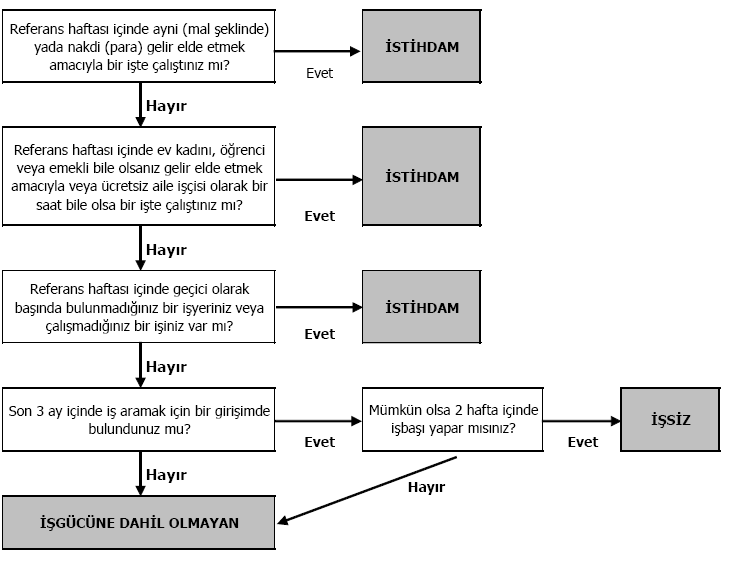 Referans haftası içinde ayni (mal şeklinde)
yada nakdi (para) gelir elde etmek
amacıyla bir işte çalıştınız mı?
Evet
İSTİHDAM
Hayır
Referans haftası içinde ev kadını, öğrenci
veya emekli bile olsanız gelir elde etmek
amacıyla veya ücretsiz aile işçisi olarak bir
saat bile olsa bir işte çalıştınız mı?
Evet
İSTİHDAM
Hayır
Referans haftası içinde geçici olarak
başında bulunmadığınız bir işyeriniz veya
çalışmadığınız bir işiniz var mı?
Evet
İSTİHDAM
Hayır
Son 3 ay içinde iş aramak için bir girişimde
bulundunuz mu?
Evet
Mümkün olsa 2 hafta içinde
işbaşı yapar mısınız?
Evet
İŞSİZ
Hayır
Hayır
İŞGÜCÜNE DAHİL OLMAYAN